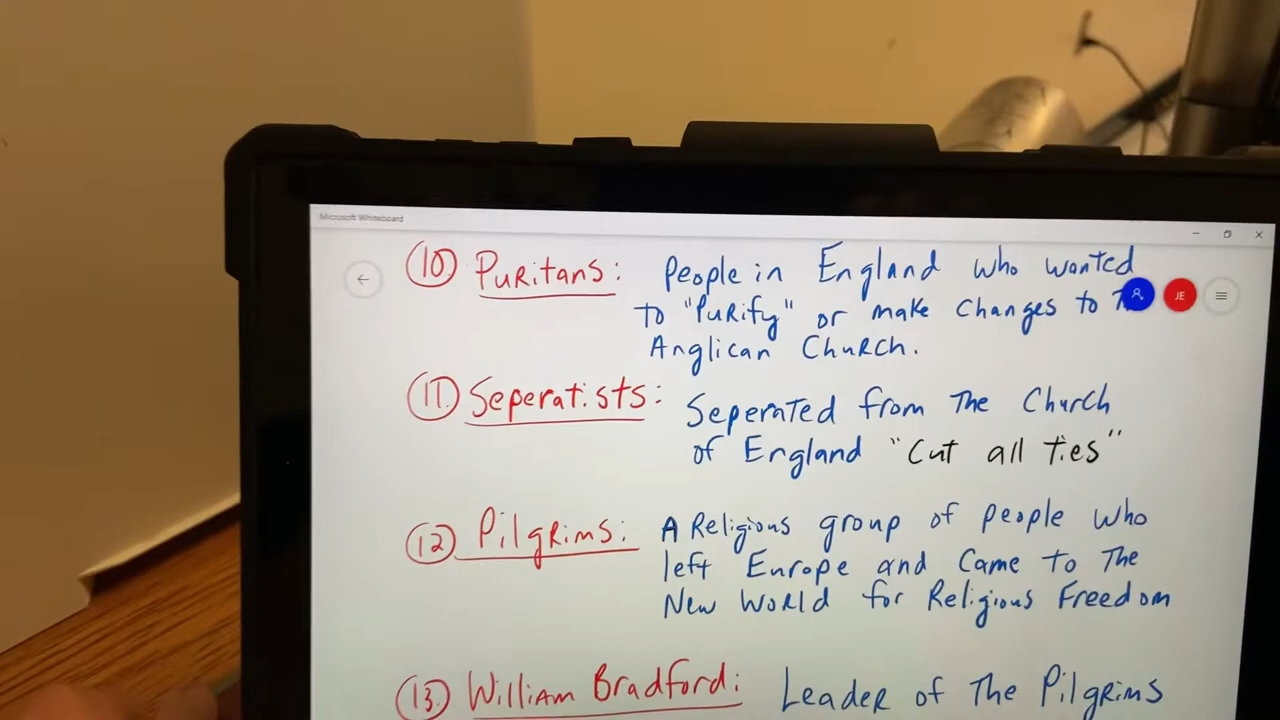 Microsoft Whiteboard
10. Puritans: People in England who wanted
to "Purify" or make changes to
Anglican Church.
JE
11. Seperatists: Seperated from the Church
of England "Cut all ties"
12. Pilgrims: A Religious group of people who
left Europe and Came to The
New World for Religious Freedom
13. William Bradford: Leader of The Pilgrims